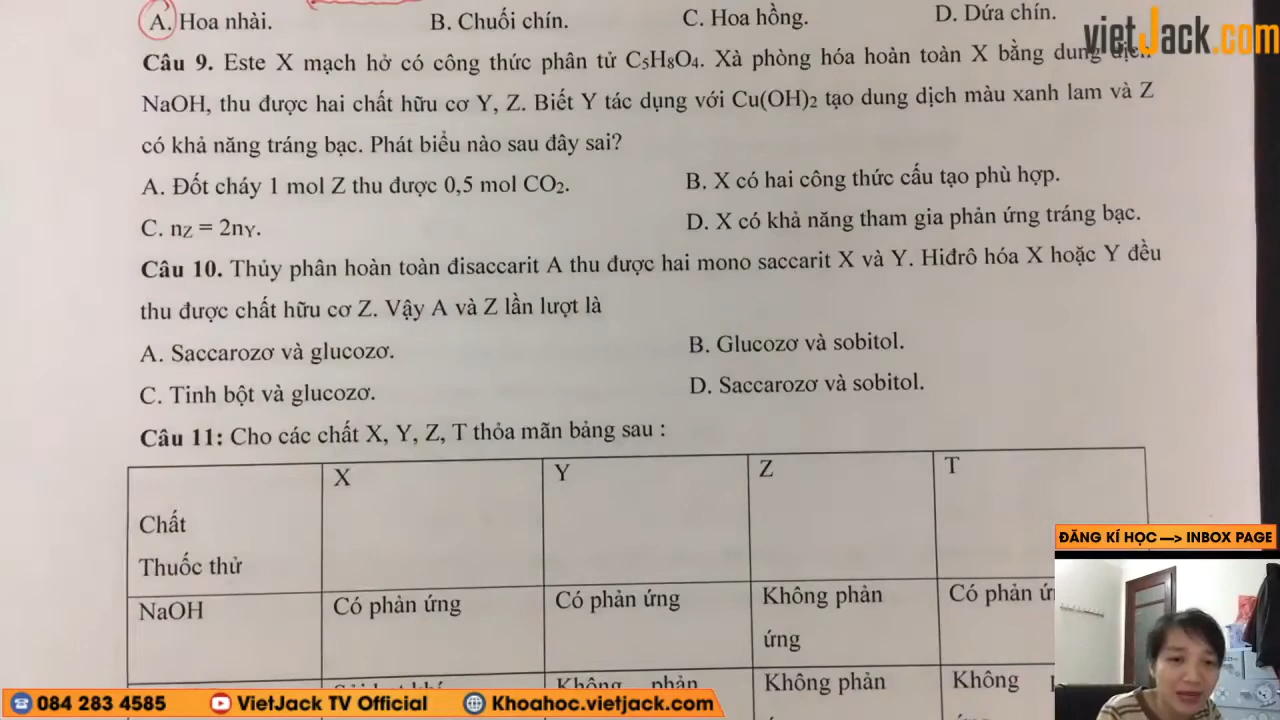 A. Hoa nhài. B. Chuối chín. C. Hoa hồng. D. Dứa chín.
vietJack.com
Câu 9. Este X mạch hở có công thức phân tử C₅H₈O₄. Xà phòng hóa hoàn toàn X bằng dung dịch
NaOH, thu được hai chất hữu cơ Y, Z. Biết Y tác dụng với Cu(OH)₂ tạo dung dịch màu xanh lam và Z
có khả năng tráng bạc. Phát biểu nào sau đây sai?
A. Đốt cháy 1 mol Z thu được 0,5 mol CO₂. B. X có hai công thức cấu tạo phù hợp.
C. nZ = 2nY. D. X có khả năng tham gia phản ứng tráng bạc.
Câu 10. Thủy phân hoàn toàn đisaccarit A thu được hai mono saccarit X và Y. Hiđrô hóa X hoặc Y đều
thu được chất hữu cơ Z. Vậy A và Z lần lượt là
A. Saccarozơ và glucozơ. B. Glucozơ và sobitol.
C. Tinh bột và glucozơ. D. Saccarozơ và sobitol.
Câu 11: Cho các chất X, Y, Z, T thỏa mãn bảng sau :
X Y Z T
Chất
Thuốc thử
ĐĂNG KÍ HỌC —> INBOX PAGE
NaOH Có phản ứng Có phản ứng Không phản Có phản
ứng
Không phản Không phản Không
084 283 4585 VietJack TV Official Khoahoc.vietjack.com